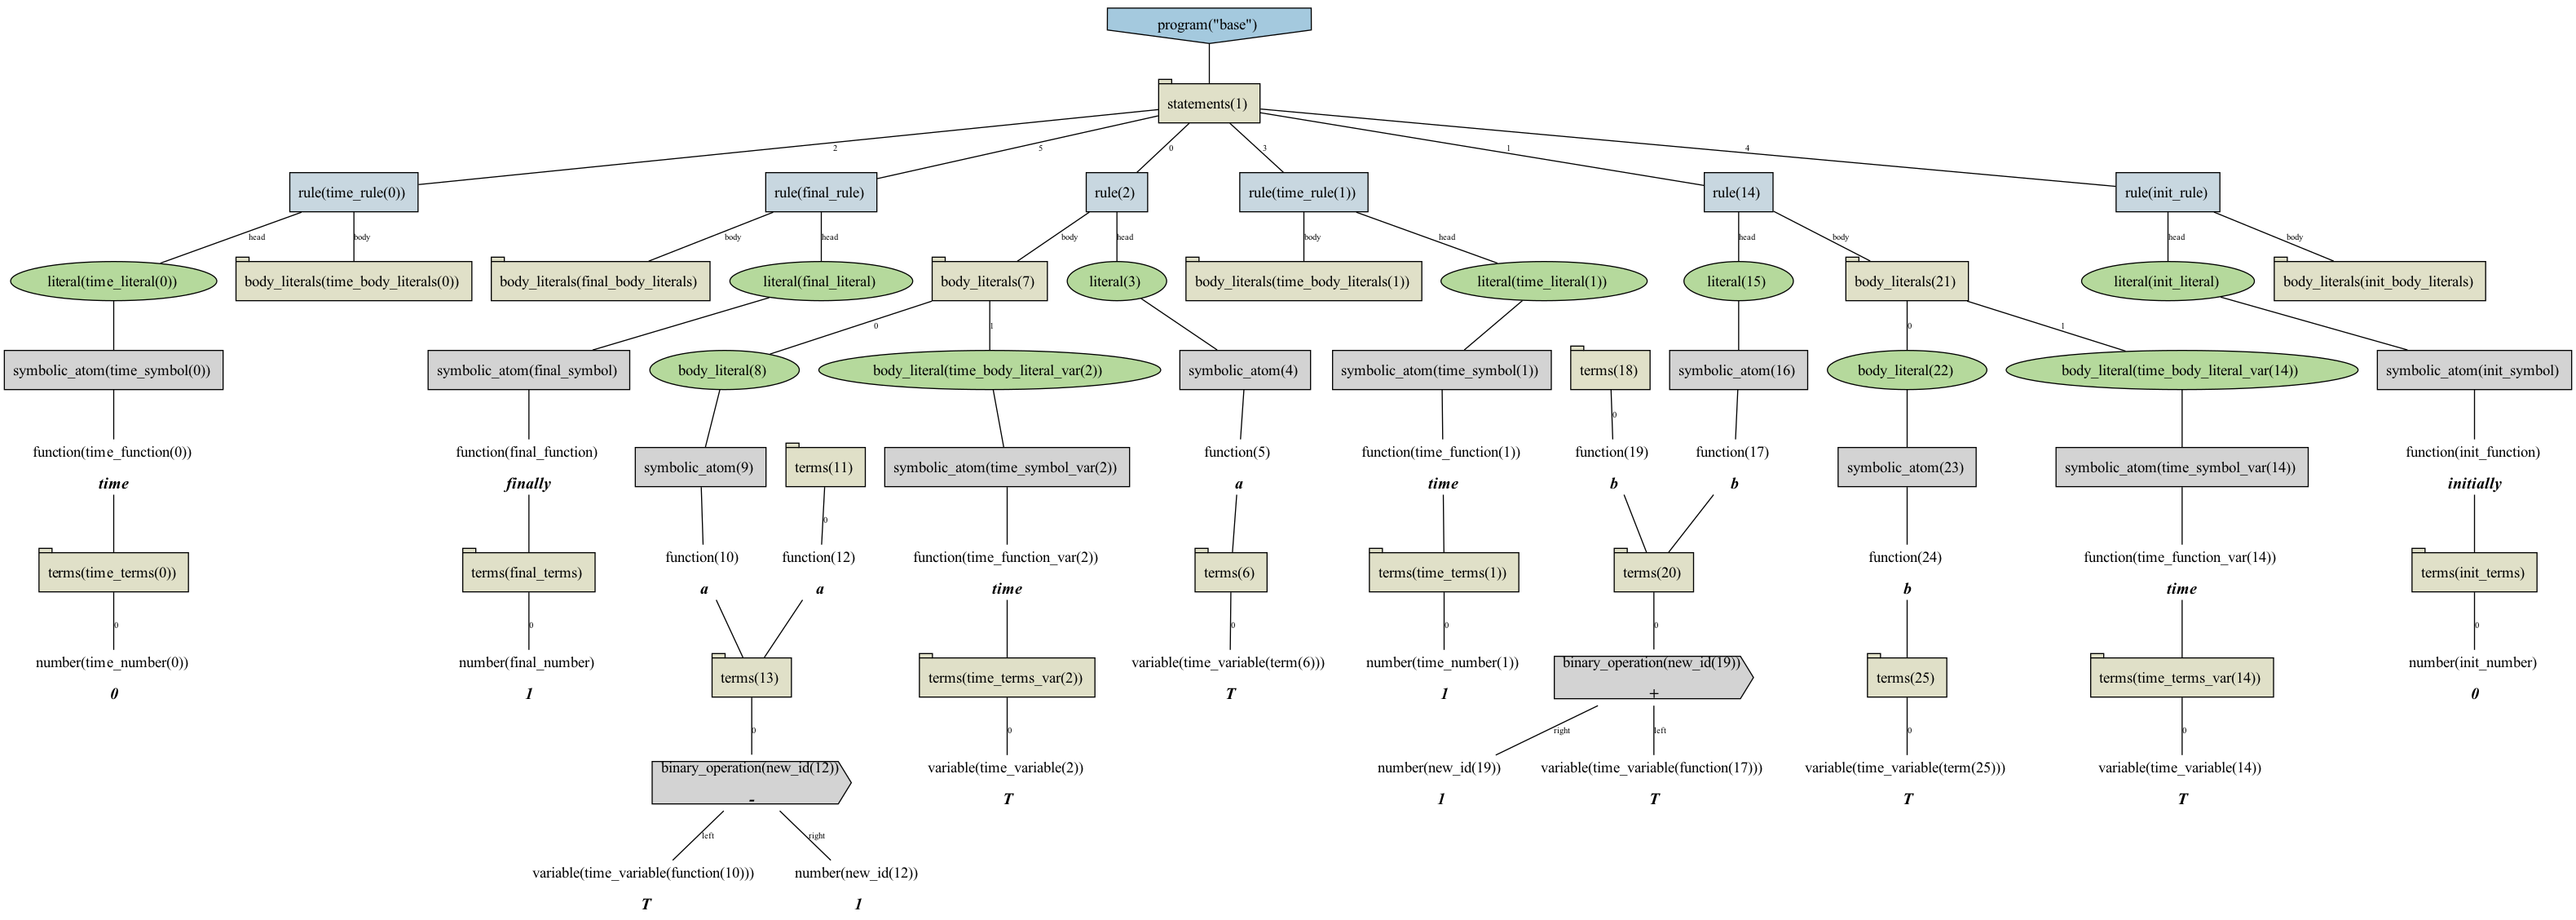 program("base")
statements(1)
2
5
0
3
1
4
rule(time_rule(0))
rule(final_rule)
rule(2)
rule(time_rule(1))
rule(14)
rule(init_rule)
head
body
body
head
body
head
body
head
head
body
head
body
literal(time_literal(0))
body_literals(time_body_literals(0))
body_literals(final_body_literals)
literal(final_literal)
body_literals(7)
literal(3)
body_literals(time_body_literals(1))
literal(time_literal(1))
literal(15)
body_literals(21)
literal(init_literal)
body_literals(init_body_literals)
0
1
0
1
symbolic_atom(time_symbol(0))
symbolic_atom(final_symbol)
body_literal(8)
body_literal(time_body_literal_var(2))
symbolic_atom(4)
symbolic_atom(time_symbol(1))
terms(18)
symbolic_atom(16)
body_literal(22)
body_literal(time_body_literal_var(14))
symbolic_atom(init_symbol)
0
function(time_function(0))
time
function(final_function)
finally
symbolic_atom(9)
terms(11)
symbolic_atom(time_symbol_var(2))
function(5)
a
function(time_function(1))
time
function(19)
b
function(17)
b
symbolic_atom(23)
symbolic_atom(time_symbol_var(14))
function(init_function)
initially
0
terms(time_terms(0))
terms(final_terms)
function(10)
a
function(12)
a
function(time_function_var(2))
time
terms(6)
terms(time_terms(1))
terms(20)
function(24)
b
function(time_function_var(14))
time
terms(init_terms)
0
0
0
0
0
0
number(time_number(0))
0
number(final_number)
1
terms(13)
terms(time_terms_var(2))
variable(time_variable(term(6)))
T
number(time_number(1))
1
binary_operation(new_id(19))
+
terms(25)
terms(time_terms_var(14))
number(init_number)
0
0
0
right
left
0
0
binary_operation(new_id(12))
-
variable(time_variable(2))
T
number(new_id(19))
1
variable(time_variable(function(17)))
T
variable(time_variable(term(25)))
T
variable(time_variable(14))
T
left
right
variable(time_variable(function(10)))
T
number(new_id(12))
1